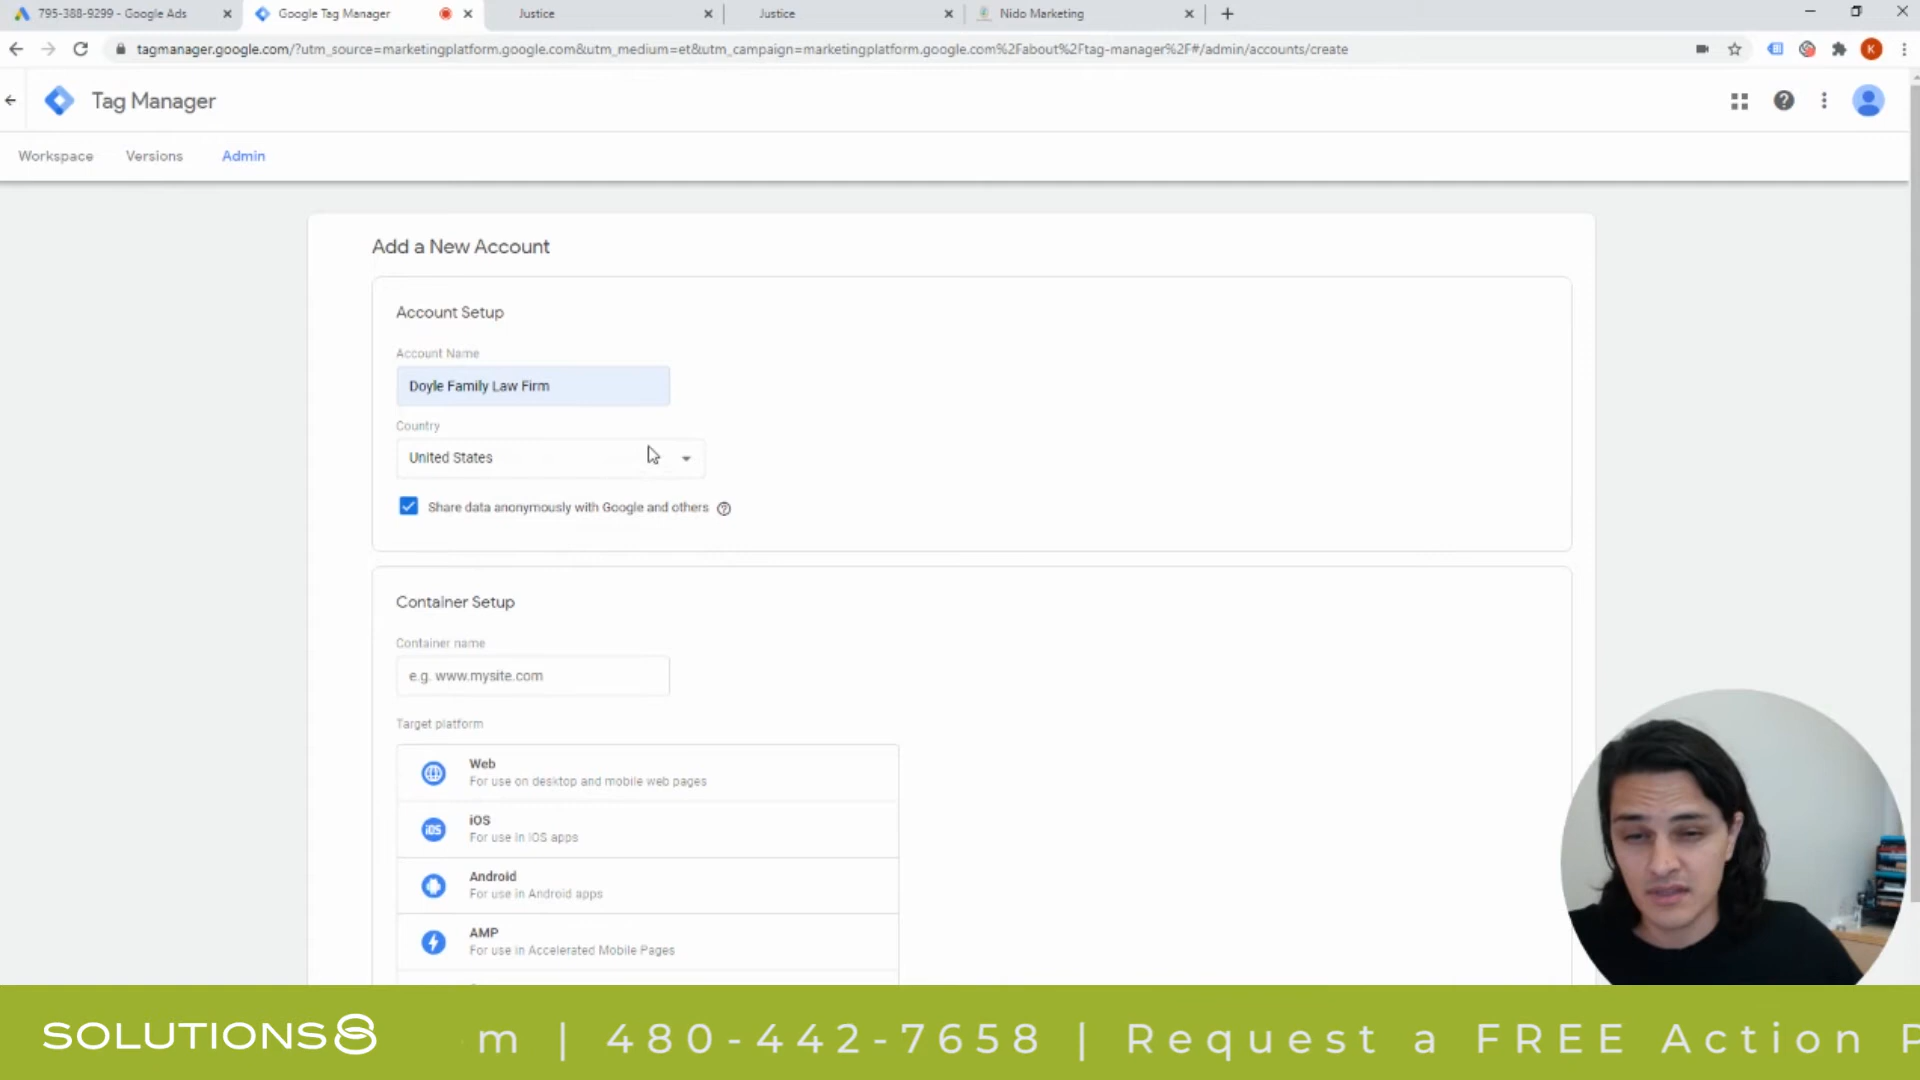 795-388-9299 - Google Ads
Google Tag Manager
Justice
Justice
Nido Marketing
tagmanager.google.com/?utm_source=marketingplatform.google.com&utm_medium=et&utm_campaign=marketingplatform.google.com%2Fabout%2Ftag-manager%2F#/admin/accounts/create
K
Tag Manager
Workspace
Versions
Admin
Add a New Account
Account Setup
Account Name
Doyle Family Law Firm
Country
United States
Share data anonymously with Google and others
Container Setup
Container name
e.g. www.mysite.com
Target platform
Web
For use on desktop and mobile web pages
iOS
iOS
For use in iOS apps
Android
For use in Android apps
AMP
For use in Accelerated Mobile Pages
SOLUTIONS8
m | 480-442-7658 | Request a FREE Action P